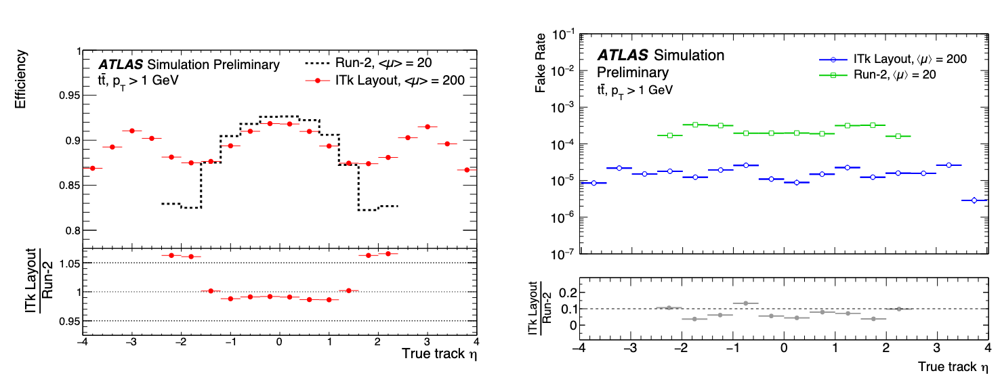 Efficiency
1
0.95
0.9
0.85
0.8
ATLAS Simulation Preliminary
tt̄, pT > 1 GeV
Run-2, <μ> = 20
ITk Layout, <μ> = 200
ITk Layout
Run-2
1.05
1
0.95
−4 −3 −2 −1 0 1 2 3 4
True track η
Fake Rate
10⁻¹
10⁻²
10⁻³
10⁻⁴
10⁻⁵
10⁻⁶
10⁻⁷
ATLAS Simulation
Preliminary
tt̄, pT > 1 GeV
ITk Layout, ⟨μ⟩ = 200
Run-2, ⟨μ⟩ = 20
ITk Layout
Run-2
0.2
0.1
0
−4 −3 −2 −1 0 1 2 3 4
True track η